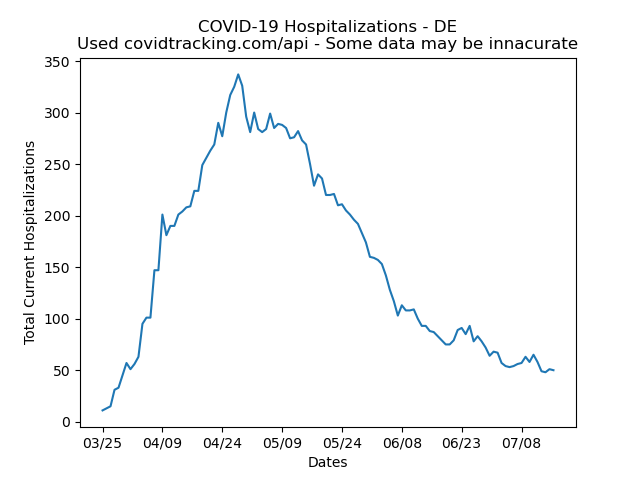 COVID-19 Hospitalizations - DE
Used covidtracking.com/api - Some data may be innacurate
350
300
250
200
150
100
50
0
Total Current Hospitalizations
03/25 04/09 04/24 05/09 05/24 06/08 06/23 07/08
Dates